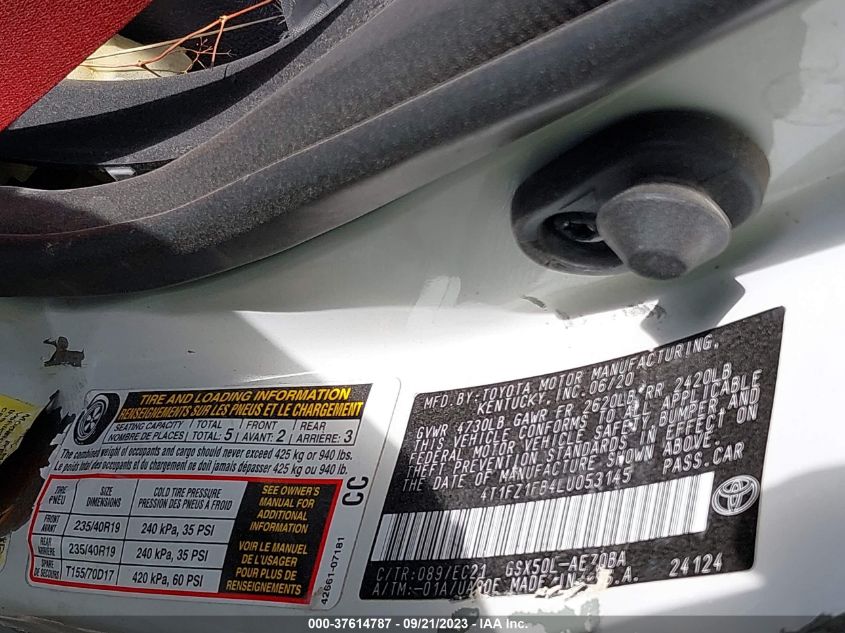 TIRE AND LOADING INFORMATION
RENSEIGNEMENTS SUR LES PNEUS ET LE CHARGEMENT
SEATING CAPACITY TOTAL FRONT REAR
NOMBRE DE PLACES TOTAL: 5 AVANT: 2 ARRIERE: 3
The combined weight of occupants and cargo should never exceed 425 kg or 940 lbs.
Le poids total des occupants et du chargement ne doit jamais dépasser 425 kg ou 940 lb.
TIRE PNEU SIZE DIMENSIONS COLD TIRE PRESSURE PRESSION DES PNEUS À FROID
FRONT AVANT 235/40R19 240 kPa, 35 PSI
REAR ARRIÈRE 235/40R19 240 kPa, 35 PSI
SPARE DE SECOURS T155/70D17 420 kPa, 60 PSI
SEE OWNER'S
MANUAL FOR
ADDITIONAL
INFORMATION
VOIR LE MANUEL
DE L'USAGER
POUR PLUS DE
RENSEIGNEMENTS
CC
42661-07181
MFD. BY: TOYOTA MOTOR MANUFACTURING,
KENTUCKY, INC. 06/20
GVWR 4730LB GAWR FR 2620LB RR 2420LB
THIS VEHICLE CONFORMS TO ALL APPLICABLE
FEDERAL MOTOR VEHICLE SAFETY, BUMPER, AND
THEFT PREVENTION STANDARDS IN EFFECT ON
THE DATE OF MANUFACTURE SHOWN ABOVE.
4T1FZ1FB4LU053145 PASS. CAR
TOYOTA
C/TR: 089/EC21 GSX50L-AEZQBA
A/TM: -01A/ MADE IN U.S.A. 24124
000-37614787 - 09/21/2023 - IAAI Inc.